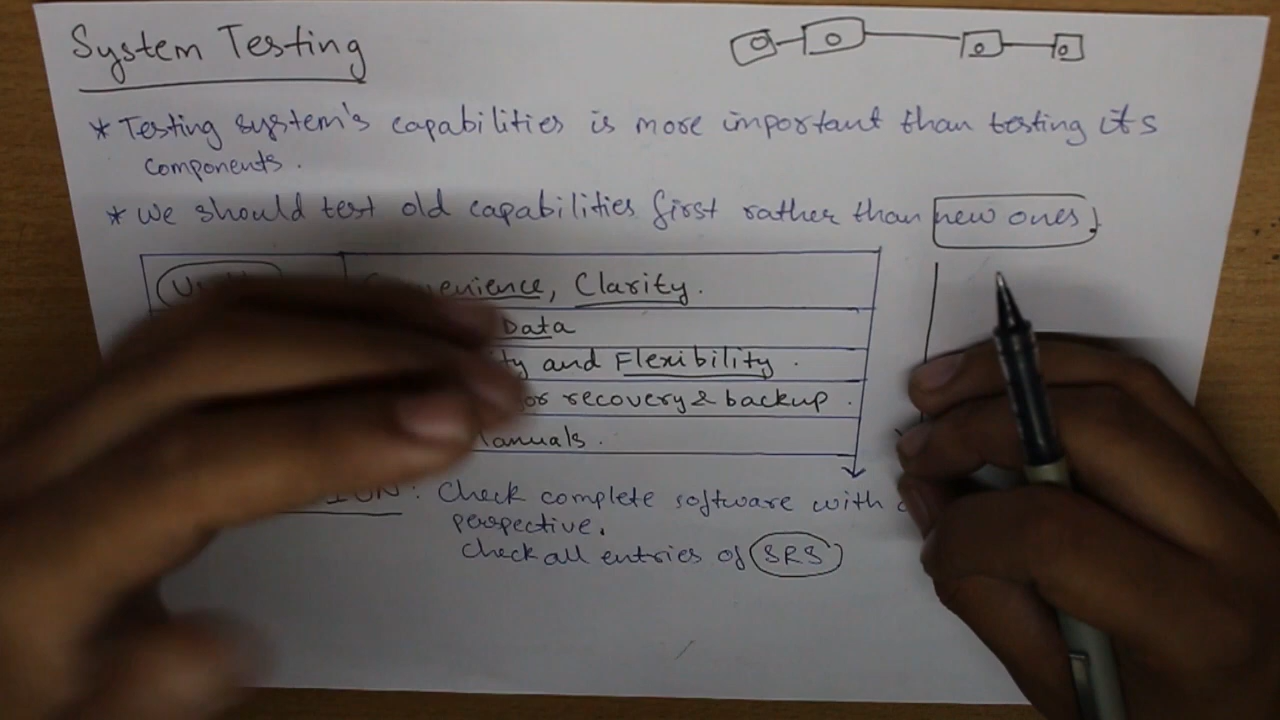 System Testing
* Testing system's capabilities is more important than testing its
components.
* We should test old capabilities first rather than new ones.
Clarity.
Data
and Flexibility.
recovery & backup.
: Check complete software with
perspective.
Check all entries of SRS